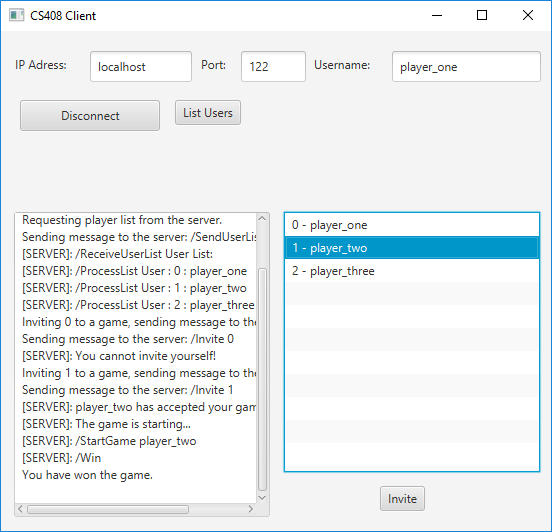 CS408 Client
IP Adress: localhost Port: 122 Username: player_one
Disconnect List Users
Requesting player list from the server.
Sending message to the server: /SendUserLis
[SERVER]: /ReceiveUserList User List:
[SERVER]: /ProcessList User : 0 : player_one
[SERVER]: /ProcessList User : 1 : player_two
[SERVER]: /ProcessList User : 2 : player_three
Inviting 0 to a game, sending message to the
Sending message to the server: /Invite 0
[SERVER]: You cannot invite yourself!
Inviting 1 to a game, sending message to the
Sending message to the server: /Invite 1
[SERVER]: player_two has accepted your gam
[SERVER]: The game is starting...
[SERVER]: /StartGame player_two
[SERVER]: /Win
You have won the game.
0 - player_one
1 - player_two
2 - player_three
Invite